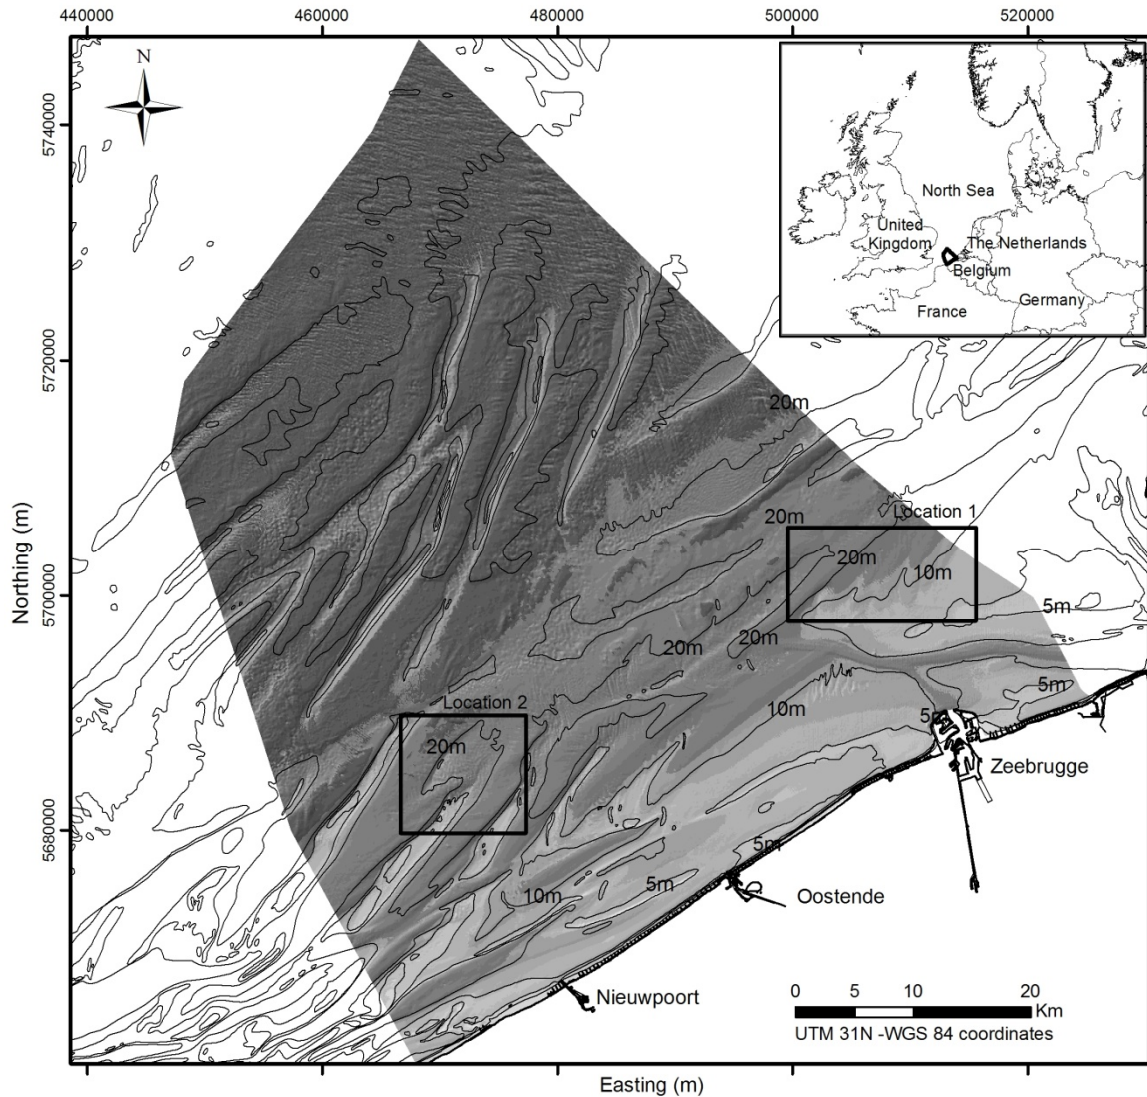 440000
460000
480000
500000
520000
N
5740000
5720000
5700000
5680000
Northing (m)
North Sea
United
Kingdom
The Netherlands
Belgium
Germany
France
20m
Location 1
20m
20m
10m
5m
20m
20m
5m
Location 2
20m
10m
5m
Zeebrugge
5m
5m
10m
Oostende
Nieuwpoort
0 5 10 20
Km
UTM 31N -WGS 84 coordinates
Easting (m)